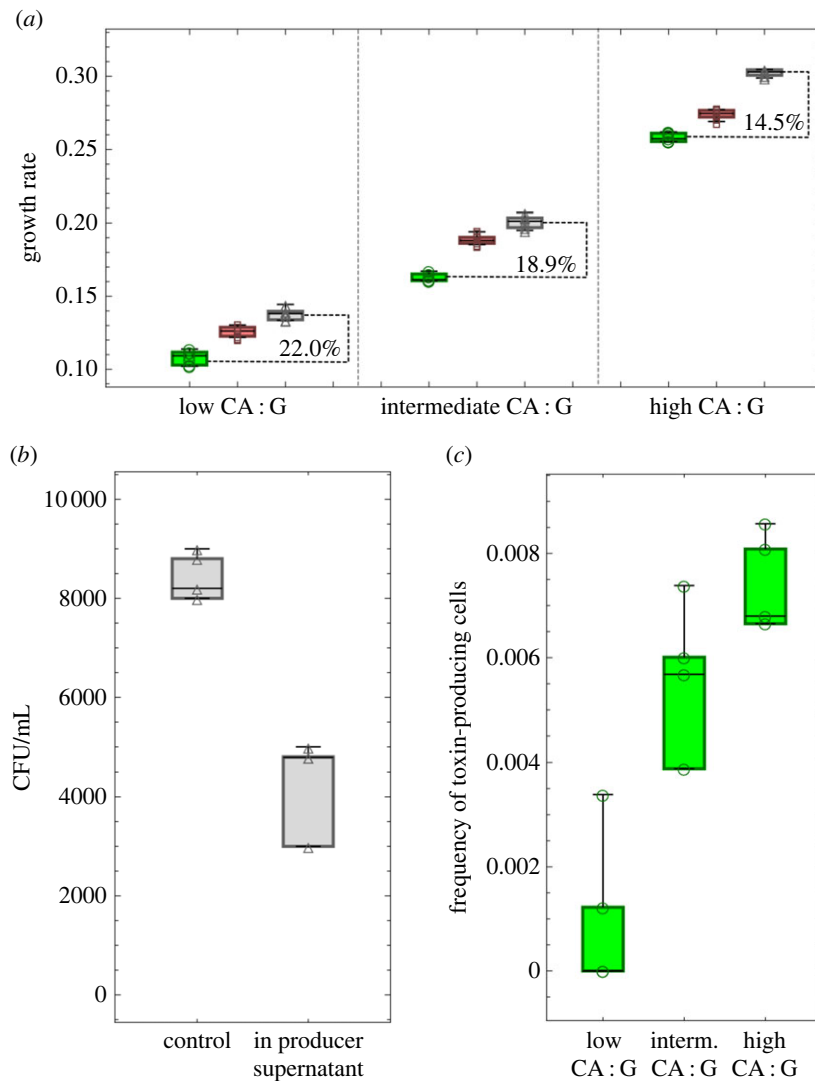 (a)
0.30
0.25
0.20
0.15
0.10
growth rate
22.0%
18.9%
14.5%
low CA : G
intermediate CA : G
high CA : G
(b)
10 000
8000
6000
4000
2000
0
CFU/mL
control
in producer
supernatant
(c)
0.008
0.006
0.004
0.002
0
frequency of toxin-producing cells
low
CA : G
interm.
CA : G
high
CA : G